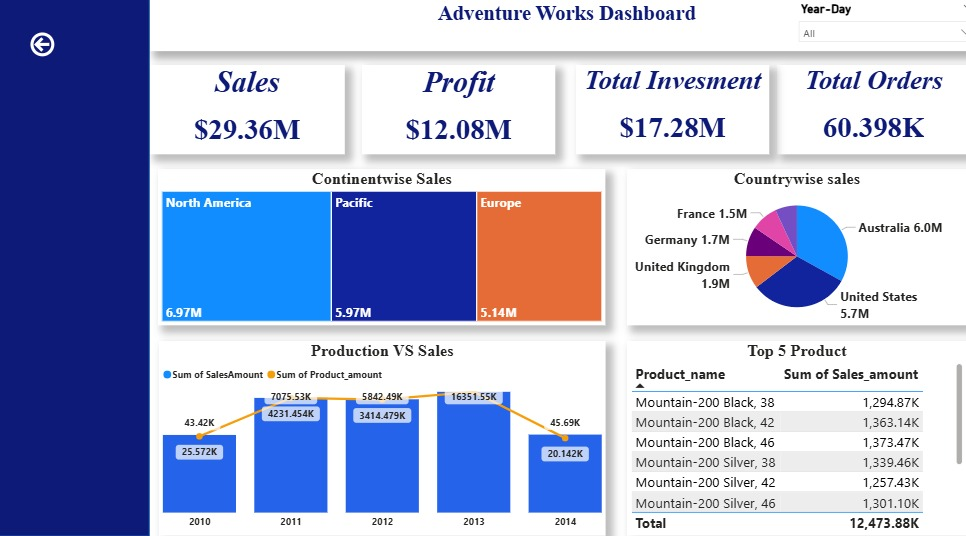 Adventure Works Dashboard
Year-Day
All
Sales
$29.36M
Profit
$12.08M
Total Invesment
$17.28M
Total Orders
60.398K
Continentwise Sales
North America
6.97M
Pacific
5.97M
Europe
5.14M
Countrywise sales
France 1.5M
Germany 1.7M
United Kingdom
1.9M
Australia 6.0M
United States
5.7M
Production VS Sales
Sum of SalesAmount Sum of Product_amount
43.42K
25.572K
7075.53K
4231.454K
5842.49K
3414.479K
16351.55K
45.69K
20.142K
2010 2011 2012 2013 2014
Top 5 Product
Product_name Sum of Sales_amount
Mountain-200 Black, 38 1,294.87K
Mountain-200 Black, 42 1,363.14K
Mountain-200 Black, 46 1,373.47K
Mountain-200 Silver, 38 1,339.46K
Mountain-200 Silver, 42 1,257.43K
Mountain-200 Silver, 46 1,301.10K
Total 12,473.88K